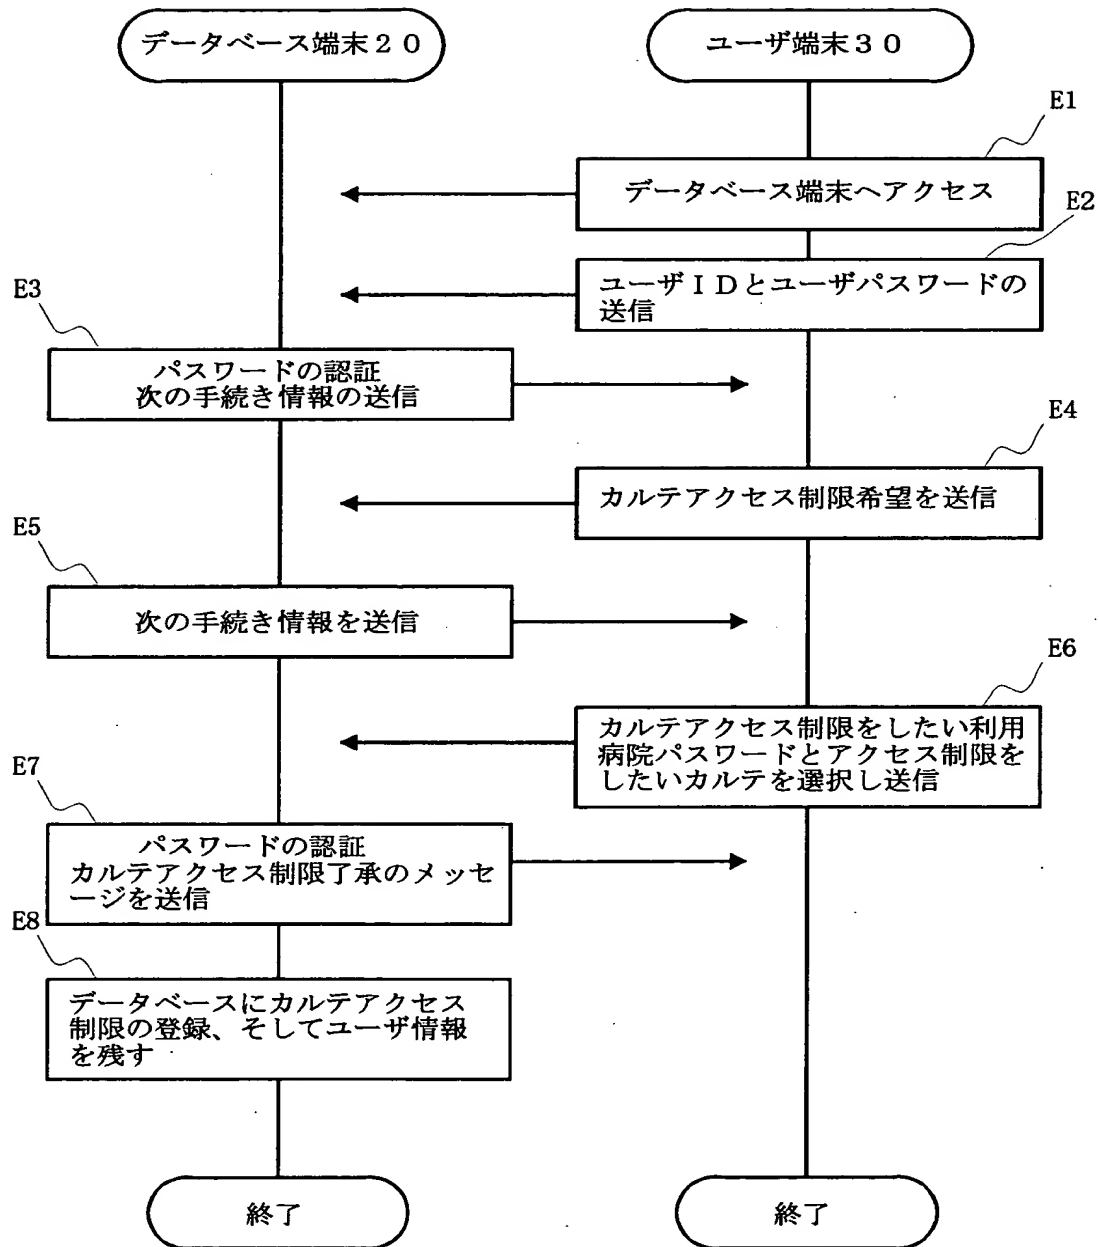 データベース端末２０
ユーザ端末３０
E1
データベース端末へアクセス
E2
ユーザＩＤとユーザパスワードの
送信
E3
パスワードの認証
次の手続き情報の送信
E4
カルテアクセス制限希望を送信
E5
次の手続き情報を送信
E6
カルテアクセス制限をしたい利用
病院パスワードとアクセス制限を
したいカルテを選択し送信
E7
パスワードの認証
カルテアクセス制限了承のメッセ
ージを送信
E8
データベースにカルテアクセス
制限の登録、そしてユーザ情報
を残す
終了
終了